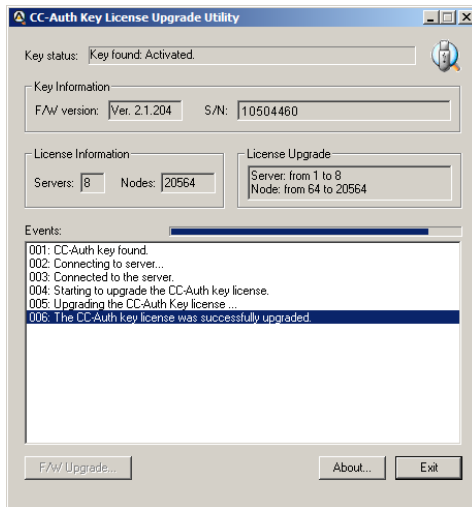 CC-Auth Key License Upgrade Utility
Key status: Key found: Activated.
Key Information
F/W version: Ver. 2.1.204 S/N: 10504460
License Information
Servers: 8 Nodes: 20564
License Upgrade
Server: from 1 to 8
Node: from 64 to 20564
Events:
001: CC-Auth key found.
002: Connecting to server...
003: Connected to the server.
004: Starting to upgrade the CC-Auth key license.
005: Upgrading the CC-Auth Key license ...
006: The CC-Auth key license was successfully upgraded.
F/W Upgrade... About... Exit